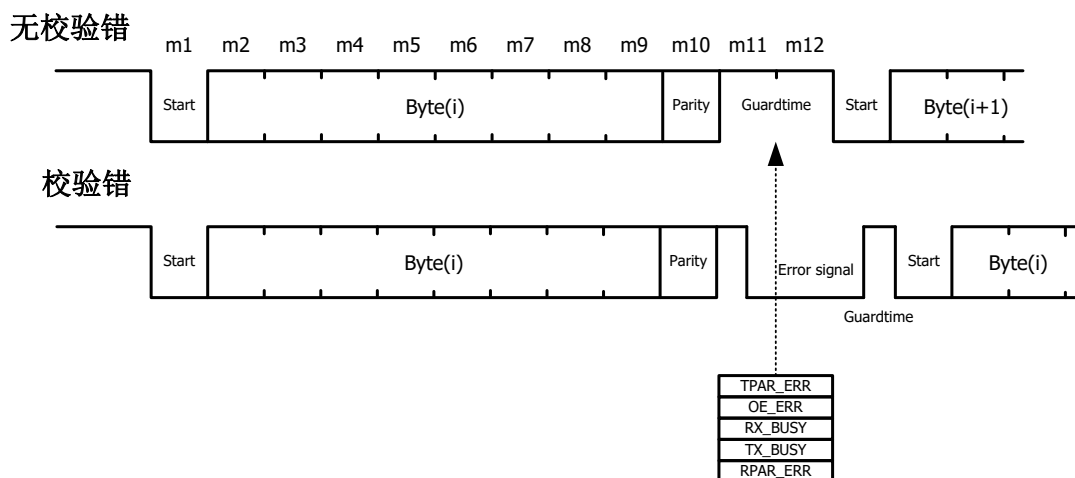 无校验错
m1 m2 m3 m4 m5 m6 m7 m8 m9 m10 m11 m12
Start Byte(i) Parity Guardtime Start Byte(i+1)
校验错
Start Byte(i) Parity Error signal Start Byte(i)
Guardtime
TPAR_ERR
OE_ERR
RX_BUSY
TX_BUSY
RPAR_ERR